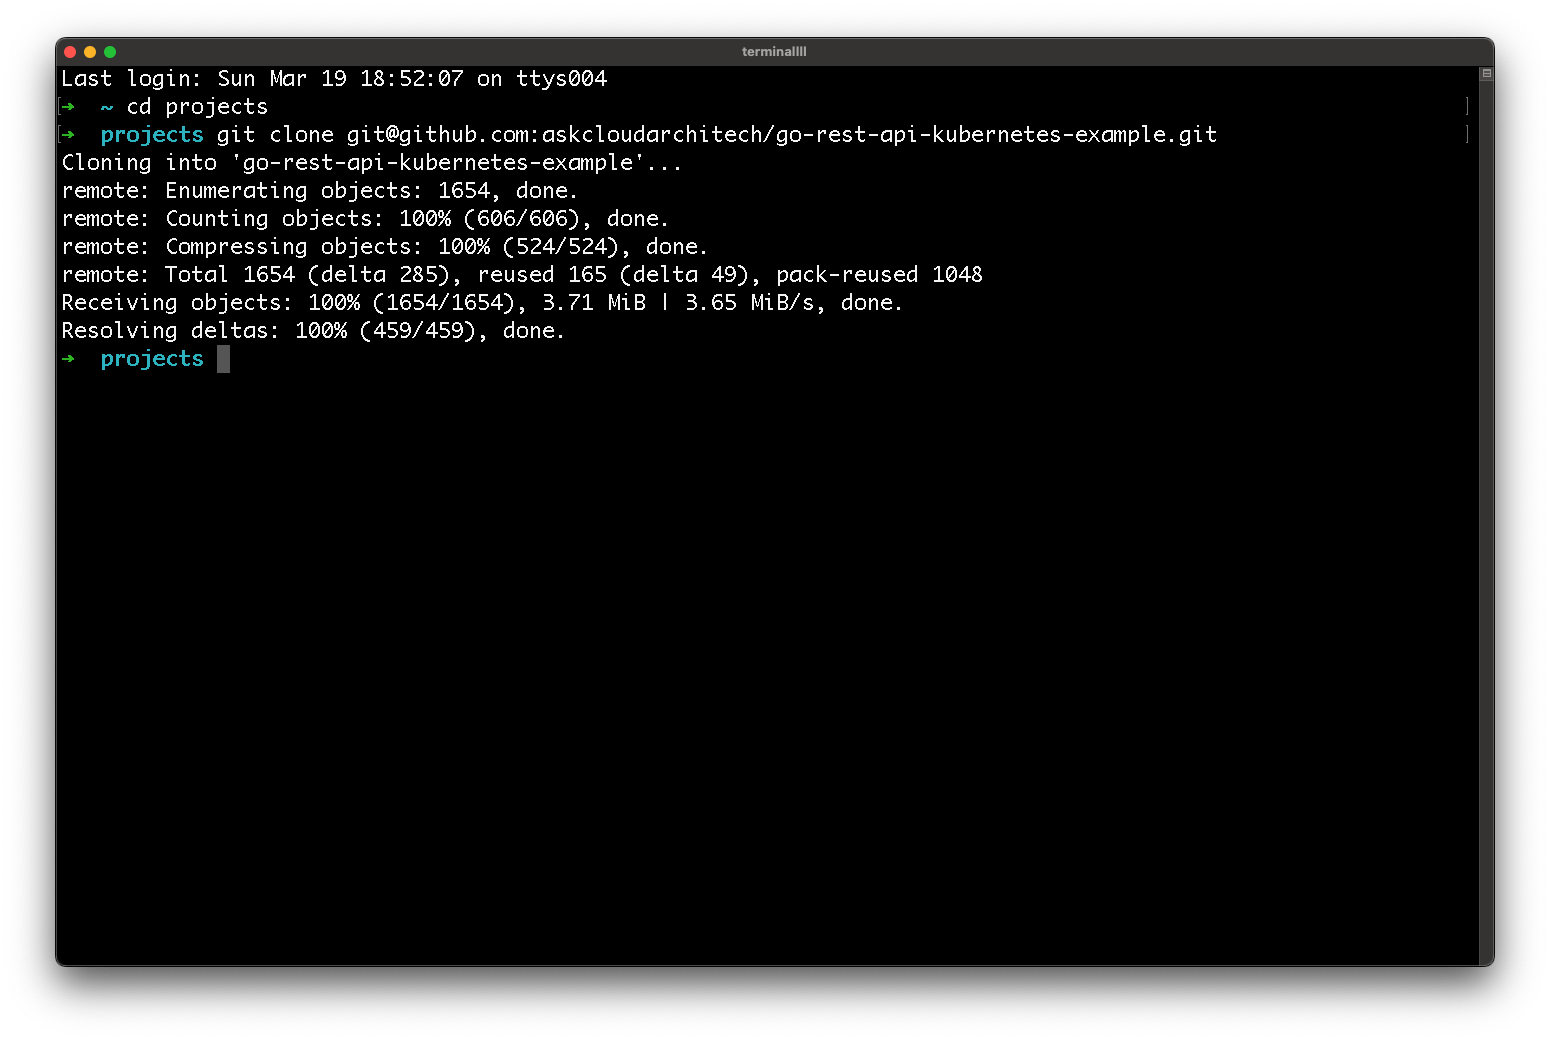 terminallll
Last login: Sun Mar 19 18:52:07 on ttys004
[➜  ~ cd projects ]
[➜  projects git clone git@github.com:askcloudarchitech/go-rest-api-kubernetes-example.git ]
Cloning into 'go-rest-api-kubernetes-example'...
remote: Enumerating objects: 1654, done.
remote: Counting objects: 100% (606/606), done.
remote: Compressing objects: 100% (524/524), done.
remote: Total 1654 (delta 285), reused 165 (delta 49), pack-reused 1048
Receiving objects: 100% (1654/1654), 3.71 MiB | 3.65 MiB/s, done.
Resolving deltas: 100% (459/459), done.
➜  projects